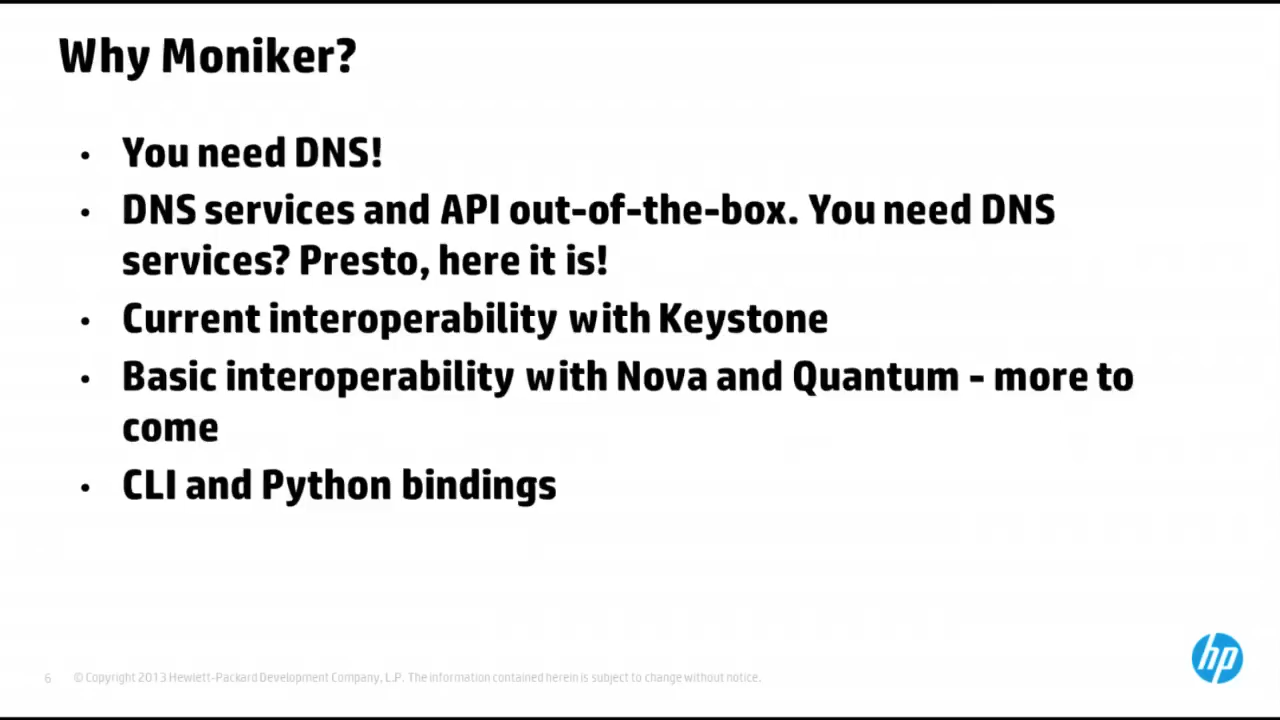 Why Moniker?
• You need DNS!
• DNS services and API out-of-the-box. You need DNS
services? Presto, here it is!
• Current interoperability with Keystone
• Basic interoperability with Nova and Quantum - more to
come
• CLI and Python bindings
6 © Copyright 2013 Hewlett-Packard Development Company, L.P. The information contained herein is subject to change without notice.
hp